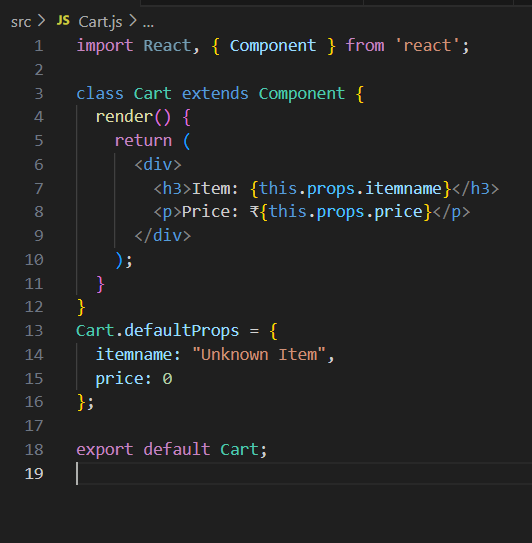 src > JS Cart.js > ...
1 import React, { Component } from 'react';
2
3 class Cart extends Component {
4   render() {
5     return (
6       <div>
7         <h3>Item: {this.props.itemname}</h3>
8         <p>Price: ₹{this.props.price}</p>
9       </div>
10     );
11   }
12 }
13 Cart.defaultProps = {
14   itemname: "Unknown Item",
15   price: 0
16 };
17
18 export default Cart;
19